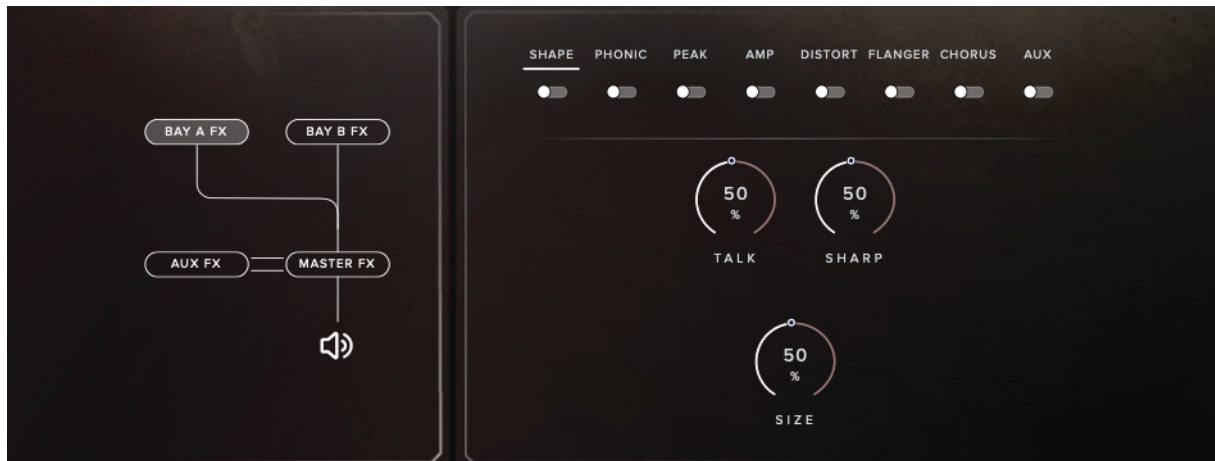 SHAPE PHONIC PEAK AMP DISTORT FLANGER CHORUS AUX
BAY A FX BAY B FX
AUX FX MASTER FX
50 50
% %
TALK SHARP
50
%
SIZE